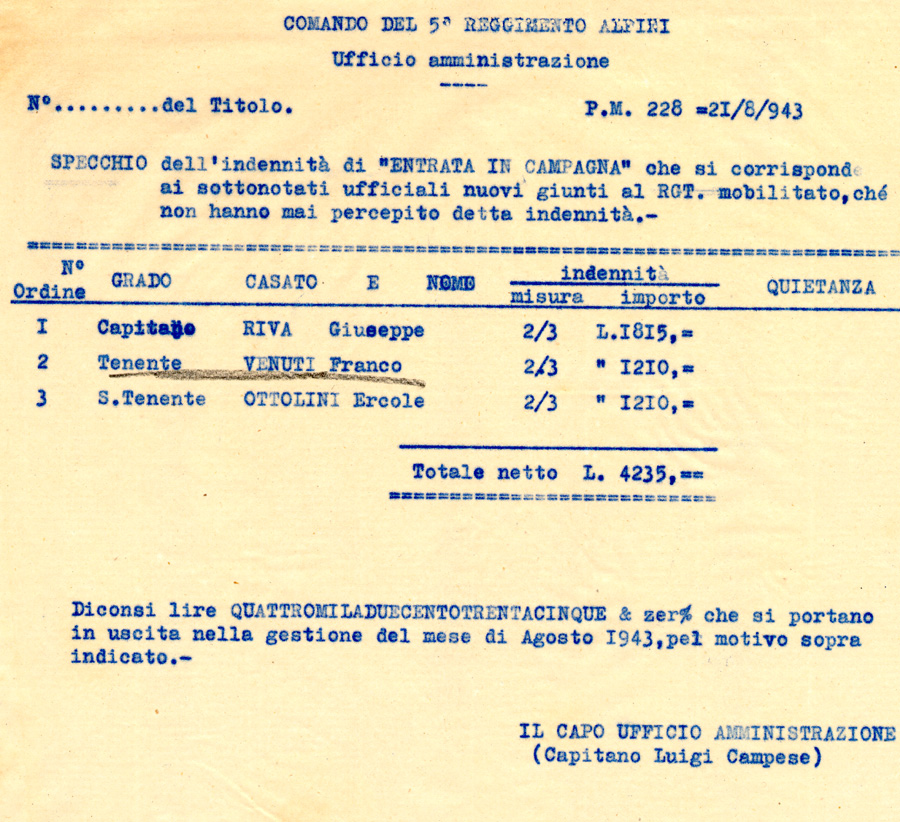 COMANDO DEL 5° REGGIMENTO ALPINI
Ufficio amministrazione
N°.........del Titolo. P.M. 228 =2I/8/943
SPECCHIO dell'indennità di "ENTRATA IN CAMPAGNA" che si corrisponde
ai sottonotati ufficiali nuovi giunti al RGT. mobilitato,ché
non hanno mai percepito detta indennità.-
N° Ordine GRADO CASATO E NOME indennità misura importo QUIETANZA
I Capitano RIVA Giuseppe 2/3 L.I8I5,=
2 Tenente VENUTI Franco 2/3 " I2I0,=
3 S.Tenente OTTOLINI Ercole 2/3 " I2I0,=
Totale netto L. 4235,==
Diconsi lire QUATTROMILADUECENTOTRENTACINQUE & zer% che si portano
in uscita nella gestione del mese di Agosto I943,pel motivo sopra
indicato.-
IL CAPO UFFICIO AMMINISTRAZIONE
(Capitano Luigi Campese)